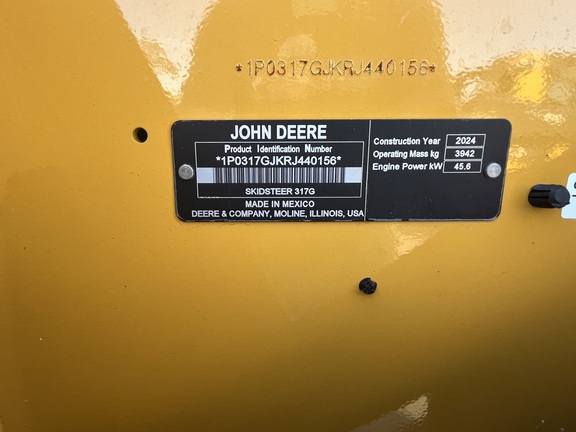 *1P0317GJKRJ440156*
JOHN DEERE
Product Identification Number
*1P0317GJKRJ440156*
SKIDSTEER 317G
MADE IN MEXICO
DEERE & COMPANY, MOLINE, ILLINOIS, USA
Construction Year 2024
Operating Mass kg 3942
Engine Power kW 45.6